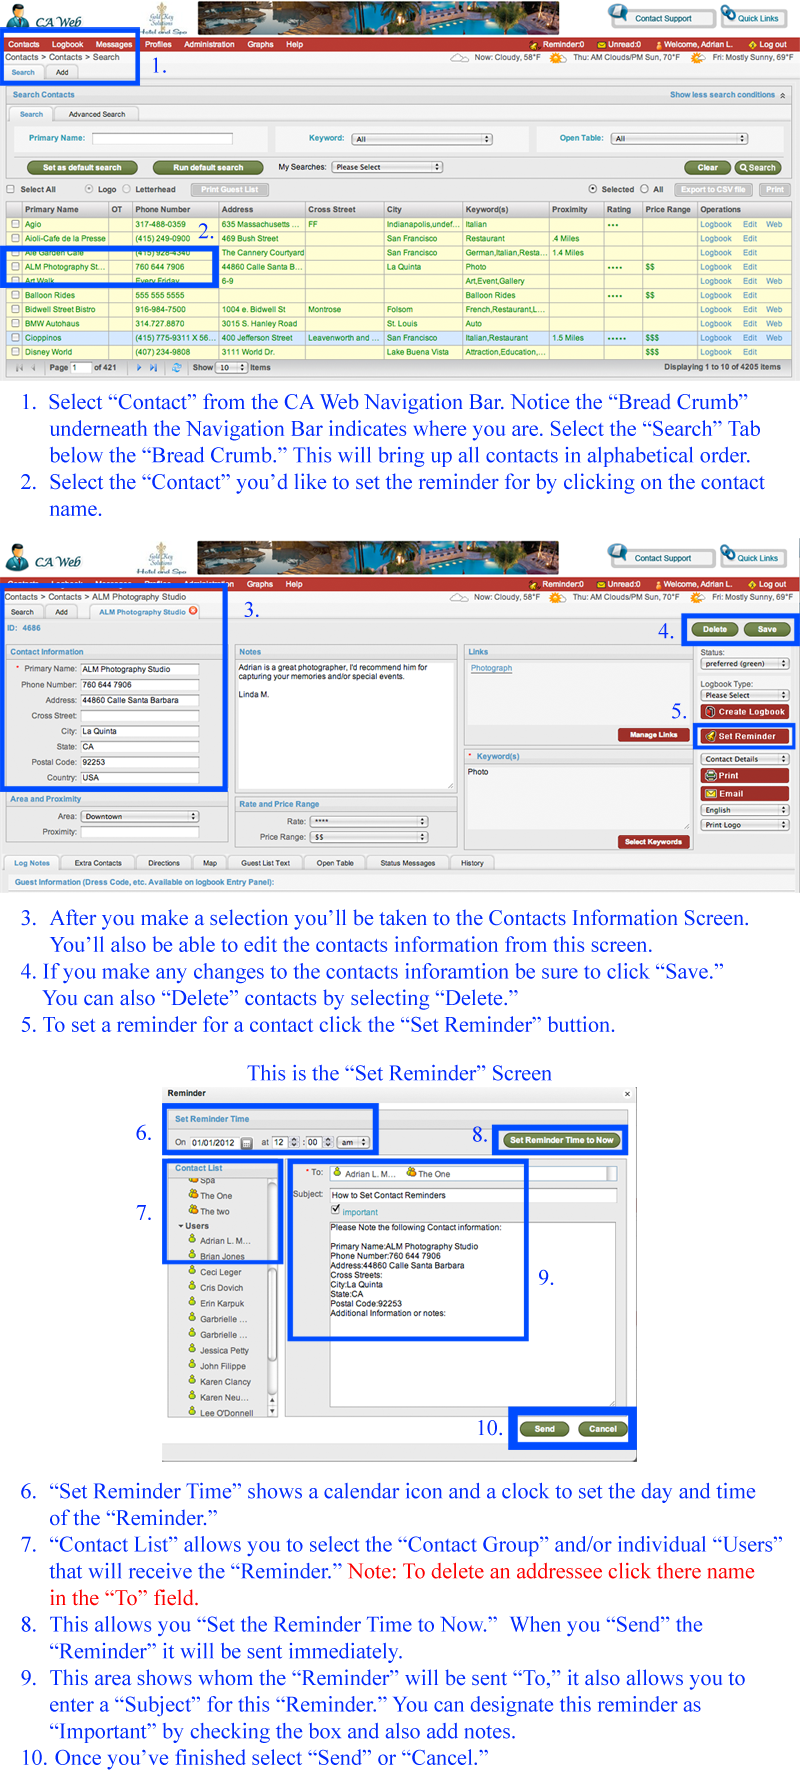 CA Web
Gold Key
Solutions
Hotel and Spa
Contact Support
Quick Links
Contacts Logbook Messages Profiles Administration Graphs Help
Reminder:0 Unread:0 Welcome, Adrian L. Log out
Contacts > Contacts > Search
Now: Cloudy, 58°F Thu: AM Clouds/PM Sun, 70°F Fri: Mostly Sunny, 69°F
Search Add
1.
Search Contacts
Show less search conditions
Search Advanced Search
Primary Name: Keyword: All Open Table: All
Set as default search Run default search My Searches: Please Select Clear Search
Select All Logo Letterhead Print Guest List Selected All Export to CSV file Print
Primary Name OT Phone Number Address Cross Street City Keyword(s) Proximity Rating Price Range Operations
Agio 317-488-0359 635 Massachusetts ... FF Indianapolis,undef... Italian ••• Logbook Edit Web
Aioli-Cafe de la Presse (415) 249-0900 469 Bush Street San Francisco Restaurant .4 Miles Logbook Edit Web
2.
Ale Garden Cafe (415) 928-4340 The Cannery Courtyard San Francisco German,Italian,Resta... 1.4 Miles Logbook Edit
ALM Photography St... 760 644 7906 44860 Calle Santa B... La Quinta Photo •••• $$ Logbook Edit
Art Walk Every Friday 6-9 Art,Event,Gallery Logbook Edit Web
Balloon Rides 555 555 5555 Balloon Rides •••• $$ Logbook Edit
Bidwell Street Bistro 916-984-7500 1004 e. Bidwell St Montrose Folsom French,Restaurant,L... Logbook Edit Web
BMW Autohaus 314.727.8870 3015 S. Hanley Road St. Louis Auto Logbook Edit Web
Cioppinos (415) 775-9311 X 56... 400 Jefferson Street Leavenworth and ... San Francisco Italian,Restaurant 1.5 Miles ••••• $$$ Logbook Edit Web
Disney World (407) 234-9808 3111 World Dr. Lake Buena Vista Attraction,Education,... $$$ Logbook Edit
Page 1 of 421 Show 10 Items Displaying 1 to 10 of 4205 Items
1. Select “Contact” from the CA Web Navigation Bar. Notice the “Bread Crumb”
underneath the Navigation Bar indicates where you are. Select the “Search” Tab
below the “Bread Crumb.” This will bring up all contacts in alphabetical order.
2. Select the “Contact” you’d like to set the reminder for by clicking on the contact
name.
CA Web
Gold Key
Solutions
Hotel and Spa
Contact Support
Quick Links
Contacts Logbook Messages Profiles Administration Graphs Help
Reminder:0 Unread:0 Welcome, Adrian L. Log out
Contacts > Contacts > ALM Photography Studio
Now: Cloudy, 58°F Thu: AM Clouds/PM Sun, 70°F Fri: Mostly Sunny, 69°F
Search Add ALM Photography Studio
3.
ID: 4686
4.
Delete Save
Contact Information
* Primary Name: ALM Photography Studio
Phone Number: 760 644 7906
Address: 44860 Calle Santa Barbara
Cross Street:
City: La Quinta
State: CA
Postal Code: 92253
Country: USA
Area and Proximity
Area: Downtown
Proximity:
Notes
Adrian is a great photographer, I'd recommend him for
capturing your memories and/or special events.
Linda M.
Rate and Price Range
Rate: ****
Price Range: $$
Links
Photograph
Manage Links
* Keyword(s)
Photo
Select Keywords
Status:
preferred (green)
Logbook Type:
Please Select
5.
Create Logbook
Set Reminder
Contact Details
Print
Email
English
Print Logo
Log Notes Extra Contacts Directions Map Guest List Text Open Table Status Messages History
Guest Information (Dress Code, etc. Available on logbook Entry Panel):
3. After you make a selection you’ll be taken to the Contacts Information Screen.
You’ll also be able to edit the contacts information from this screen.
4. If you make any changes to the contacts inforamtion be sure to click “Save.”
You can also “Delete” contacts by selecting “Delete.”
5. To set a reminder for a contact click the “Set Reminder” buttion.
This is the “Set Reminder” Screen
Reminder ×
6.
Set Reminder Time
On 01/01/2012 at 12 : 00 am
8.
Set Reminder Time to Now
7.
Contact List
Spa
The One
The two
Users
Adrian L. M...
Brian Jones
Ceci Leger
Cris Dovich
Erin Karpuk
Garbrielle ...
Garbrielle ...
Jessica Petty
John Filippe
Karen Clancy
Karen Neu...
Lee O'Donnell
* To: Adrian L. M... The One
Subject: How to Set Contact Reminders
important
Please Note the following Contact information:
Primary Name:ALM Photography Studio
Phone Number:760 644 7906
Address:44860 Calle Santa Barbara
Cross Streets:
City:La Quinta
State:CA
Postal Code:92253
Additional Information or notes:
9.
10.
Send Cancel
6. “Set Reminder Time” shows a calendar icon and a clock to set the day and time
of the “Reminder.”
7. “Contact List” allows you to select the “Contact Group” and/or individual “Users”
that will receive the “Reminder.” Note: To delete an addressee click there name
in the “To” field.
8. This allows you “Set the Reminder Time to Now.” When you “Send” the
“Reminder” it will be sent immediately.
9. This area shows whom the “Reminder” will be sent “To,” it also allows you to
enter a “Subject” for this “Reminder.” You can designate this reminder as
“Important” by checking the box and also add notes.
10. Once you’ve finished select “Send” or “Cancel.”